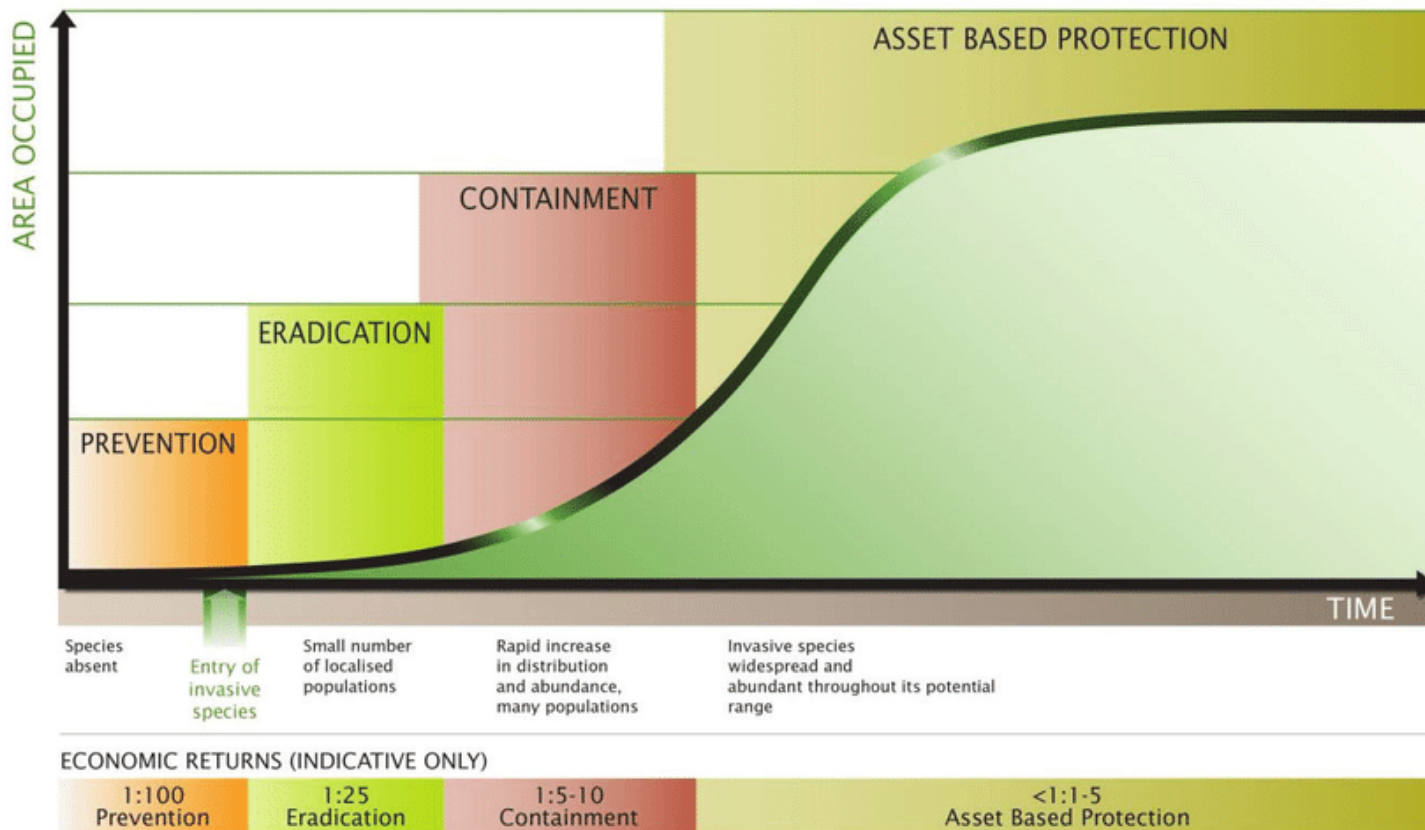 AREA OCCUPIED
ASSET BASED PROTECTION
CONTAINMENT
ERADICATION
PREVENTION
TIME
Species
absent
Entry of
invasive
species
Small number
of localised
populations
Rapid increase
in distribution
and abundance,
many populations
Invasive species
widespread and
abundant throughout its potential
range
ECONOMIC RETURNS (INDICATIVE ONLY)
1:100
Prevention
1:25
Eradication
1:5-10
Containment
<1:1-5
Asset Based Protection